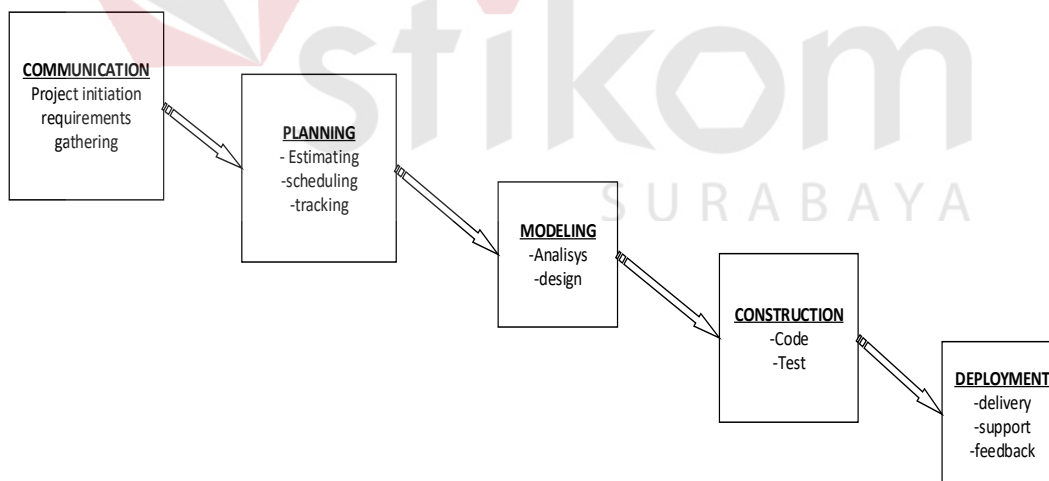 stikom
SURABAYA
COMMUNICATION
Project initiation
requirements
gathering
PLANNING
- Estimating
-scheduling
-tracking
MODELING
-Analisys
-design
CONSTRUCTION
-Code
-Test
DEPLOYMENT
-delivery
-support
-feedback